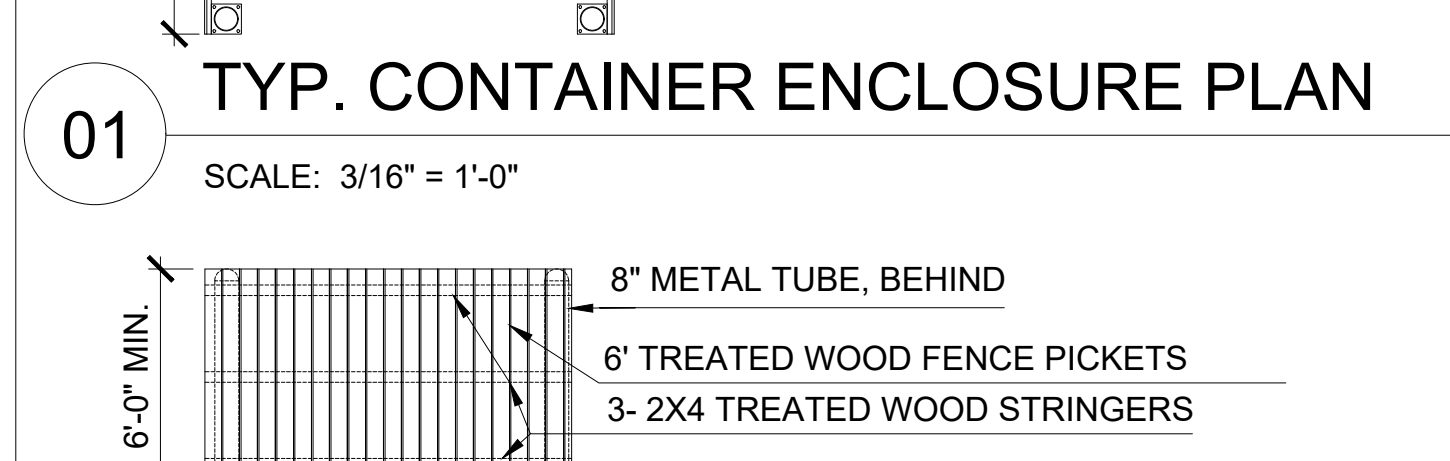 TYP. CONTAINER ENCLOSURE PLAN
01
SCALE: 3/16" = 1'-0"
8" METAL TUBE, BEHIND
6' TREATED WOOD FENCE PICKETS
3- 2X4 TREATED WOOD STRINGERS
6'-0" MIN.